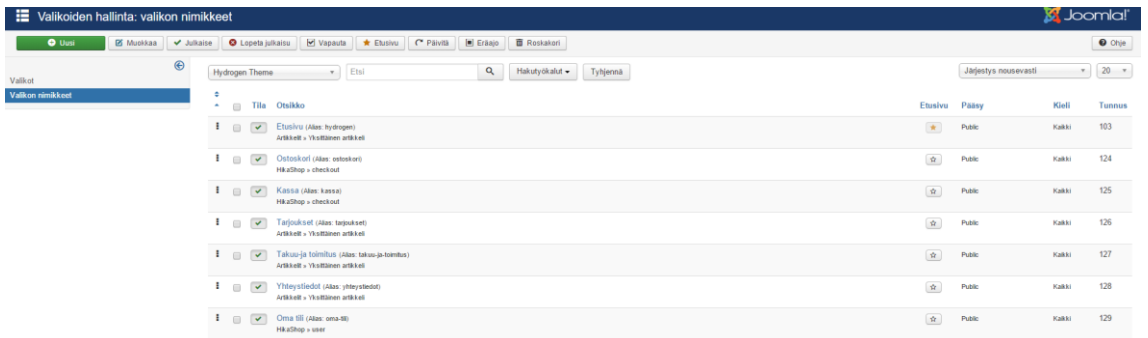 Valikoiden hallinta: valikon nimikkeet
Joomla!
Uusi Muokkaa Julkaise Lopeta julkaisu Vapauta Etusivu Päivitä Eräajo Roskakori Ohje
Hydrogen Theme Etsi Hakutyökalut Tyhjennä Järjestys nousevasti 20
Valikot
Valikon nimikkeet
Tila Otsikko Etusivu Pääsy Kieli Tunnus
Etusivu (Alias: hydrogen) Public Kaikki 103
Artikkelit » Yksittäinen artikkeli
Ostoskori (Alias: ostoskori) Public Kaikki 124
HikaShop » checkout
Kassa (Alias: kassa) Public Kaikki 125
HikaShop » checkout
Tarjoukset (Alias: tarjoukset) Public Kaikki 126
Artikkelit » Yksittäinen artikkeli
Takuu-ja toimitus (Alias: takuu-ja-toimitus) Public Kaikki 127
Artikkelit » Yksittäinen artikkeli
Yhteystiedot (Alias: yhteystiedot) Public Kaikki 128
Artikkelit » Yksittäinen artikkeli
Oma tili (Alias: oma-tili) Public Kaikki 129
HikaShop » user